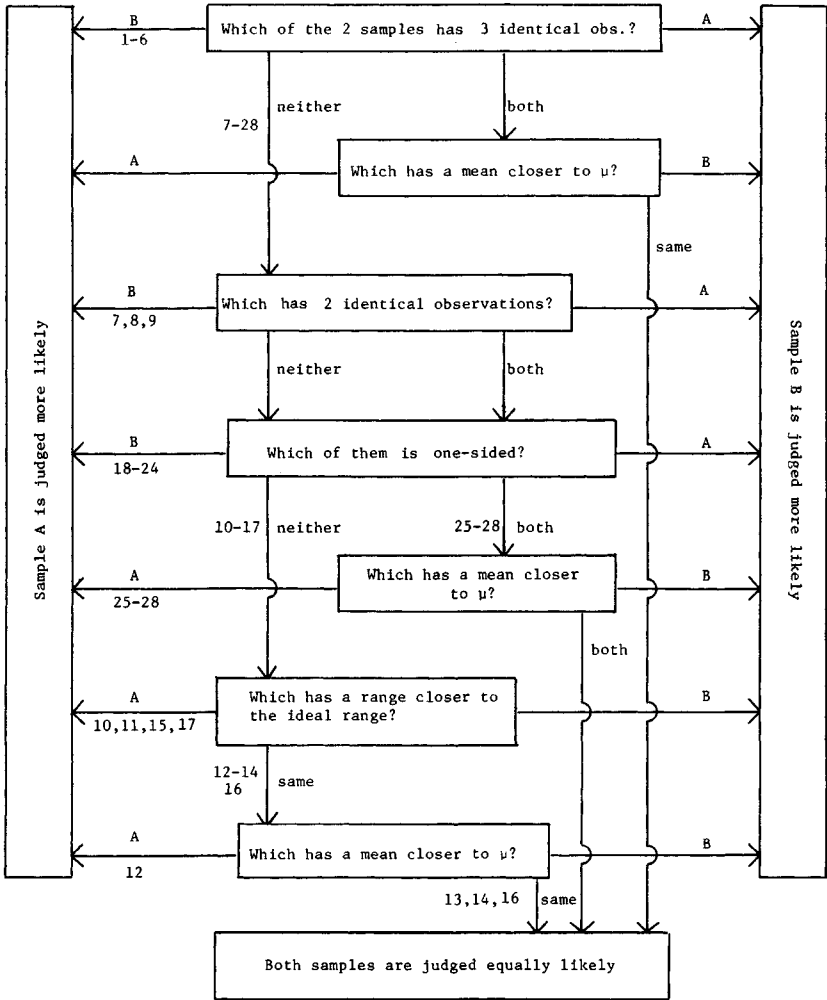 B
1-6
Which of the 2 samples has 3 identical obs.?
A
neither
7-28
both
A
Which has a mean closer to μ?
B
same
B
7,8,9
Which has 2 identical observations?
A
neither
both
B
18-24
Which of them is one-sided?
A
10-17
neither
25-28
both
A
25-28
Which has a mean closer
to μ?
B
both
A
10,11,15,17
Which has a range closer to
the ideal range?
B
12-14
16
same
A
12
Which has a mean closer to μ?
B
13,14,16
same
Both samples are judged equally likely
Sample A is judged more likely
Sample B is judged more likely